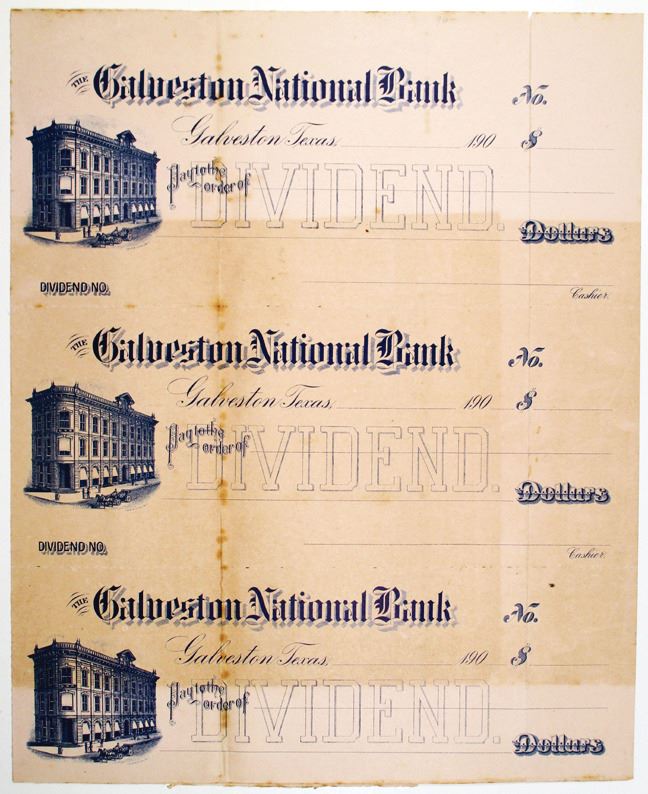 THE Galveston National Bank No.
Galveston Texas, 190 $
Pay to the
order of
DIVIDEND.
Dollars
DIVIDEND NO.
Cashier.
THE Galveston National Bank No.
Galveston Texas, 190 $
Pay to the
order of
DIVIDEND.
Dollars
DIVIDEND NO.
Cashier.
THE Galveston National Bank No.
Galveston Texas, 190 $
Pay to the
order of
DIVIDEND.
Dollars